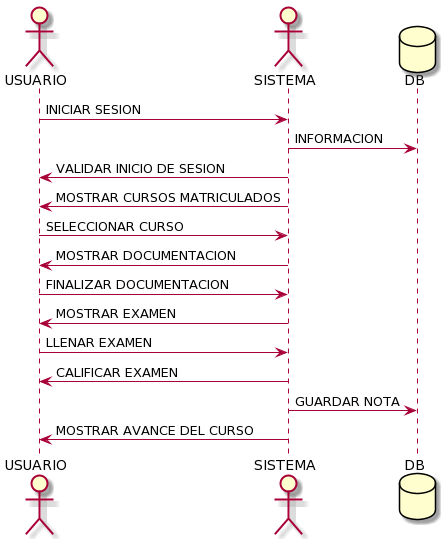 USUARIO
SISTEMA
DB
INICIAR SESION
INFORMACION
VALIDAR INICIO DE SESION
MOSTRAR CURSOS MATRICULADOS
SELECCIONAR CURSO
MOSTRAR DOCUMENTACION
FINALIZAR DOCUMENTACION
MOSTRAR EXAMEN
LLENAR EXAMEN
CALIFICAR EXAMEN
GUARDAR NOTA
MOSTRAR AVANCE DEL CURSO
USUARIO
SISTEMA
DB